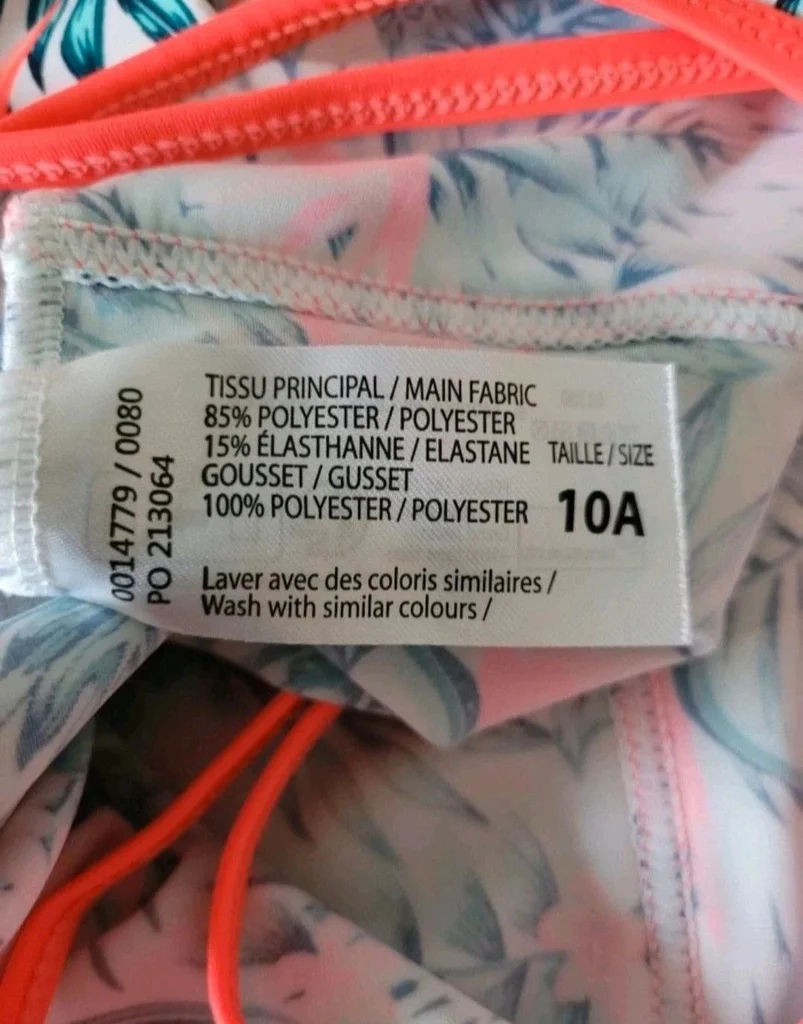 0014779 / 0080
PO 213064
TISSU PRINCIPAL / MAIN FABRIC
85% POLYESTER / POLYESTER
15% ÉLASTHANNE / ELASTANE
GOUSSET / GUSSET
100% POLYESTER / POLYESTER
TAILLE / SIZE
10A
Laver avec des coloris similaires /
Wash with similar colours /